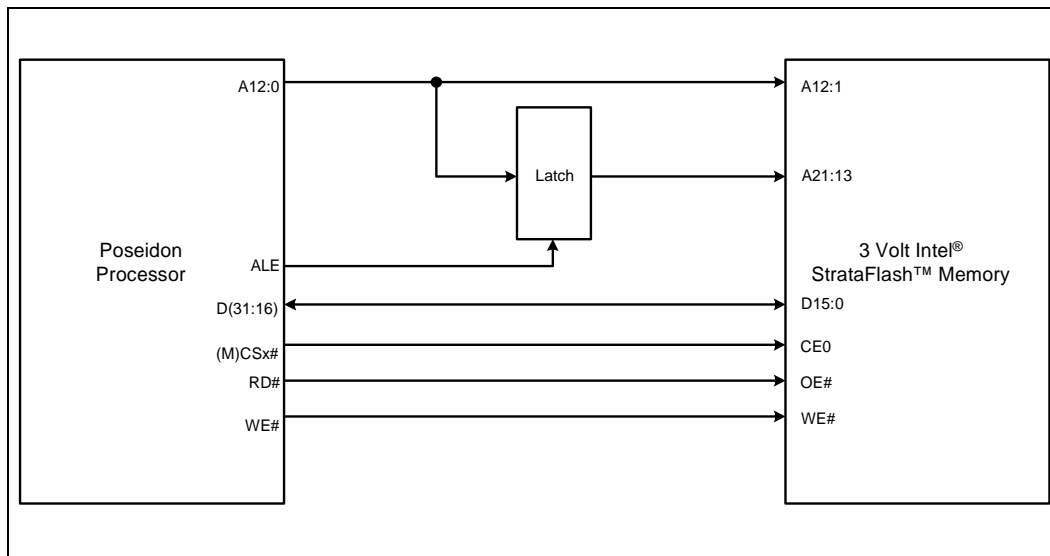 A12:0
A12:1
Latch
A21:13
Poseidon
Processor
3 Volt Intel®
StrataFlash™ Memory
ALE
D(31:16)
D15:0
(M)CSx#
CE0
RD#
OE#
WE#
WE#